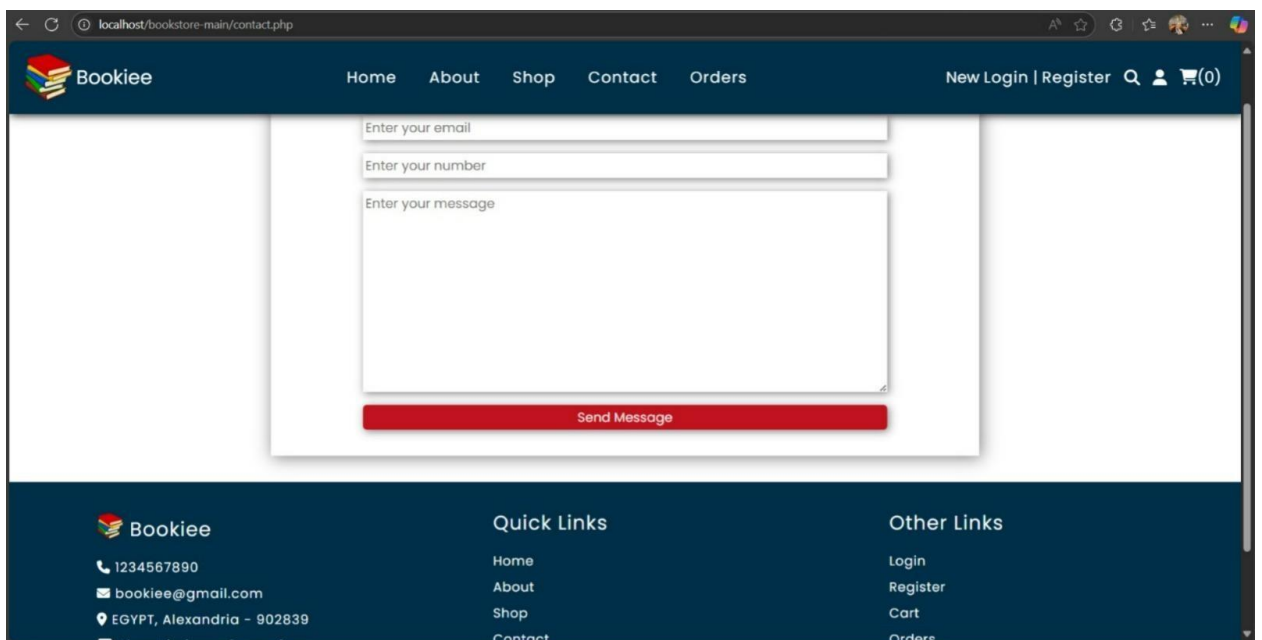 localhost/bookstore-main/contact.php
Bookiee
Home About Shop Contact Orders
New Login | Register (0)
Enter your email
Enter your number
Enter your message
Send Message
Bookiee
1234567890
bookiee@gmail.com
EGYPT, Alexandria - 902839
Quick Links
Home
About
Shop
Contact
Other Links
Login
Register
Cart
Orders